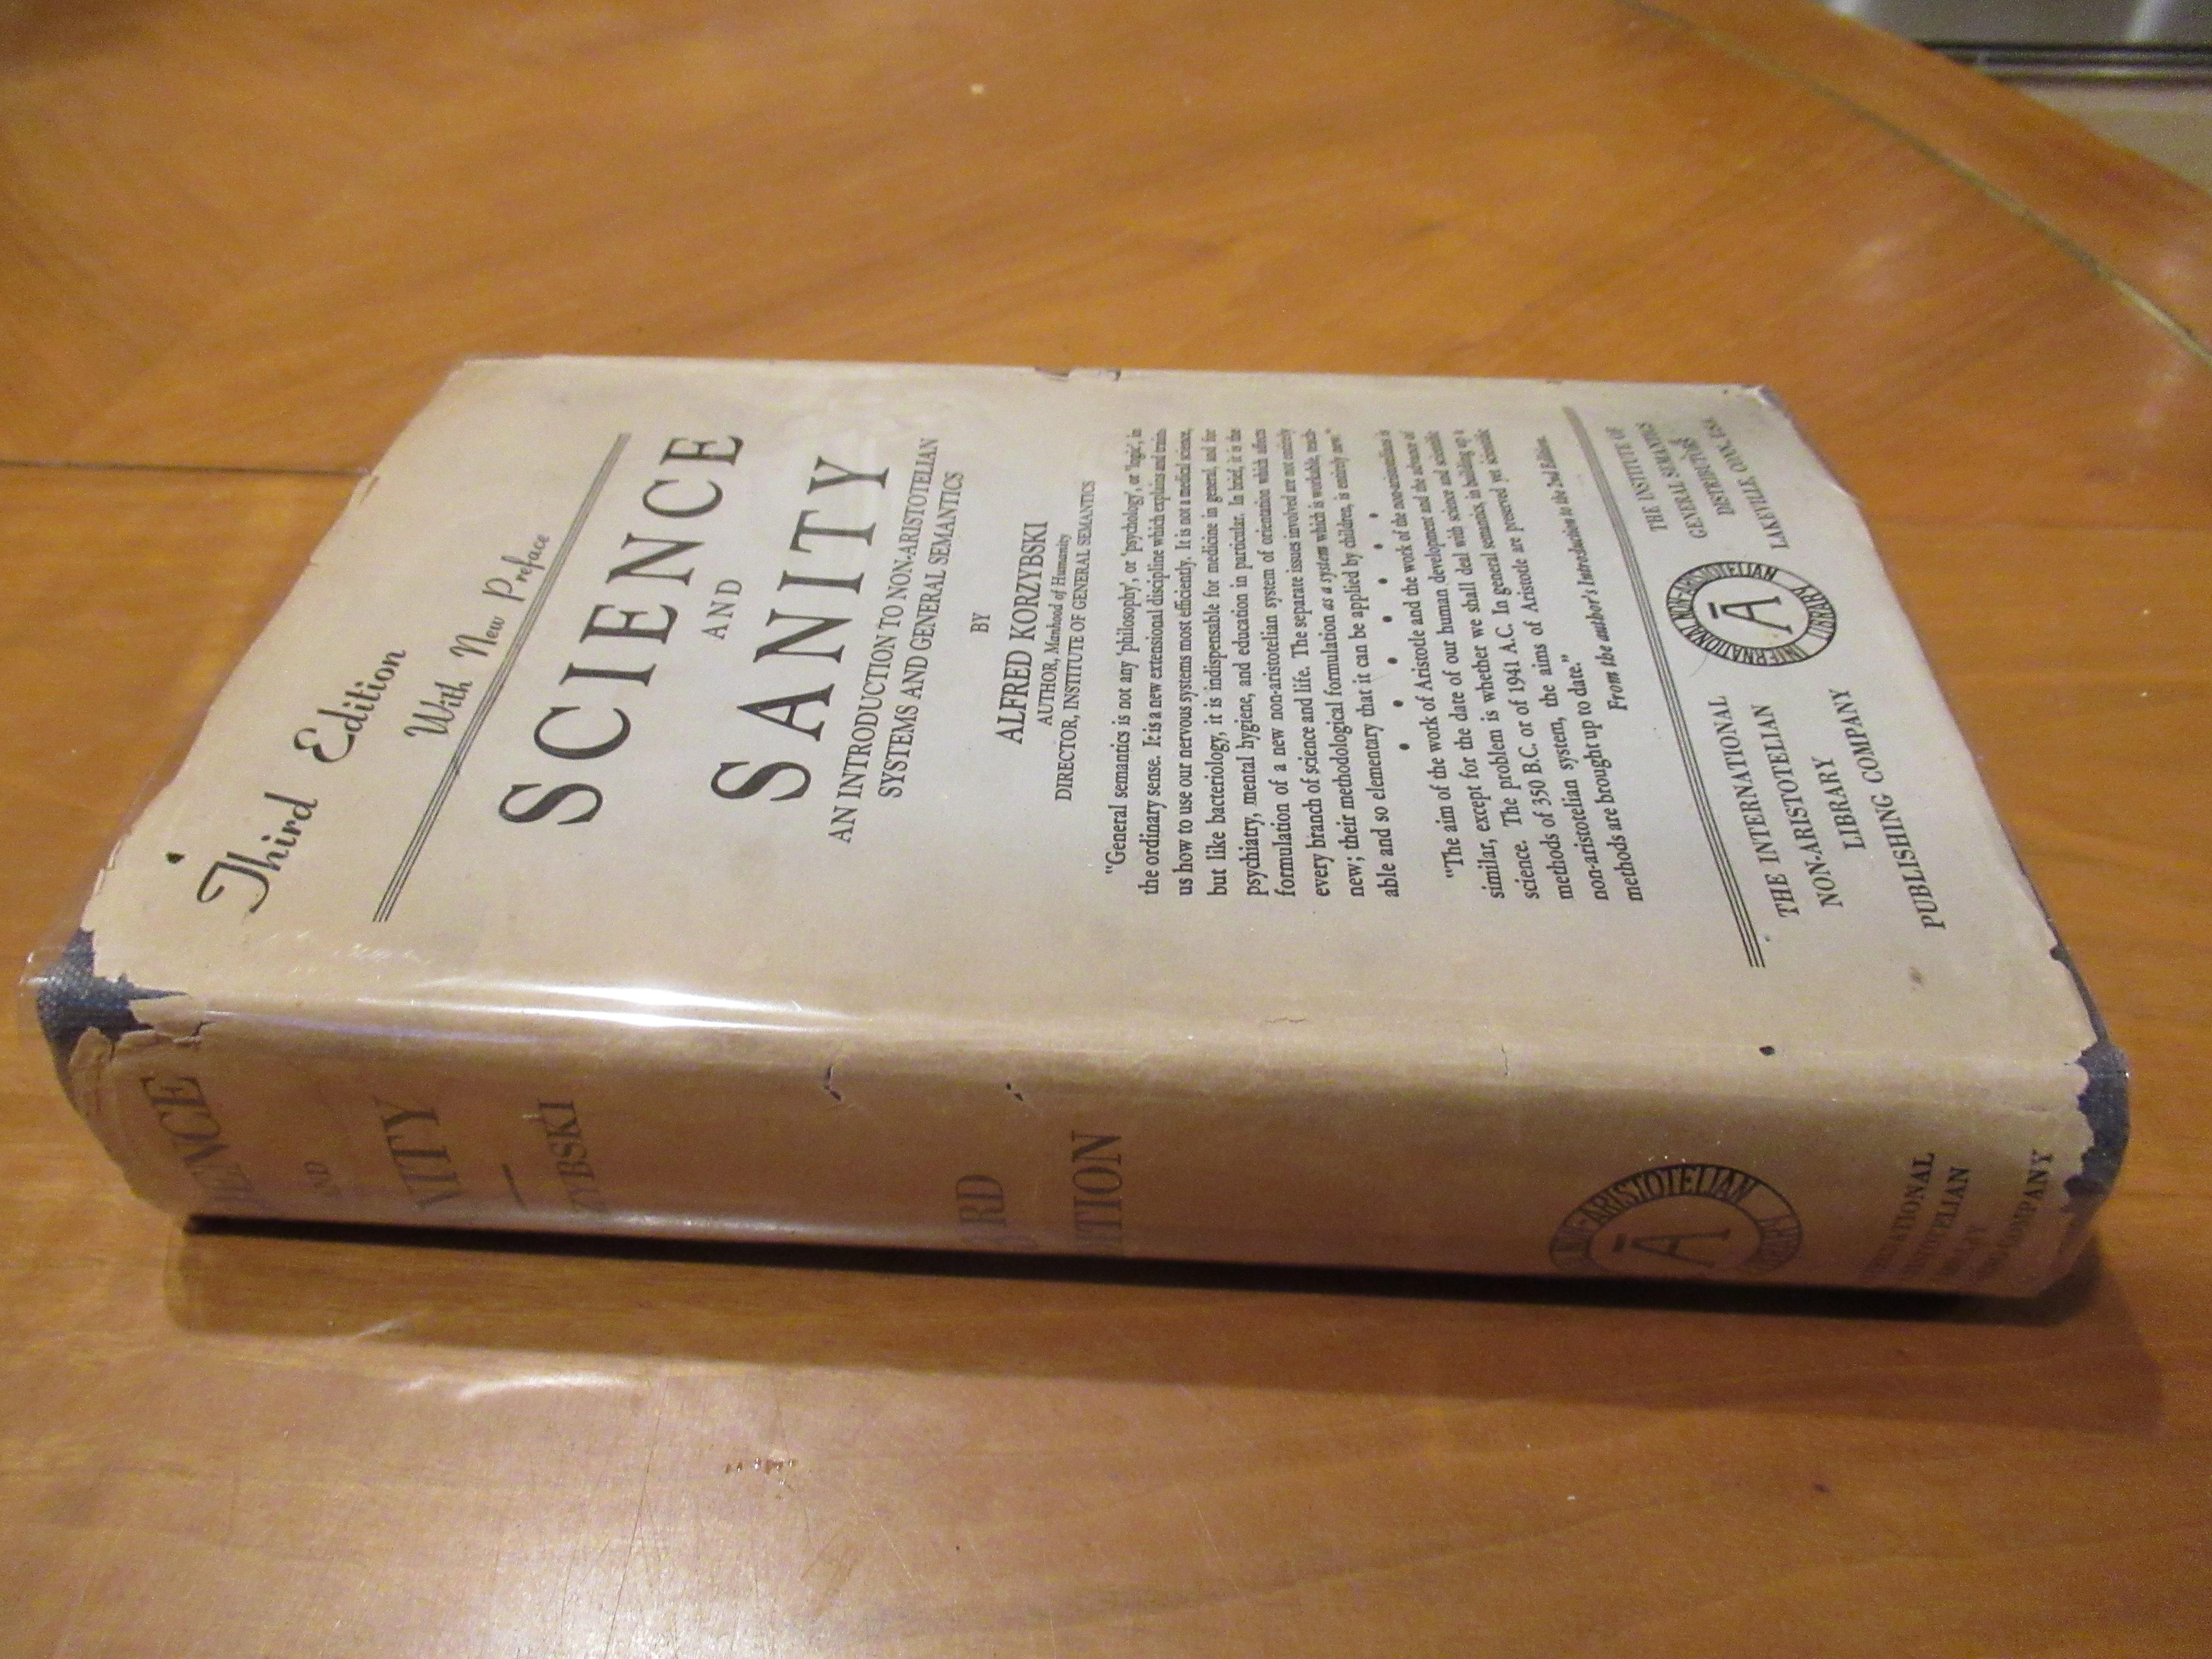 Third Edition
With New Preface
SCIENCE
AND
SANITY
AN INTRODUCTION TO NON-ARISTOTELIAN
SYSTEMS AND GENERAL SEMANTICS
BY
ALFRED KORZYBSKI
AUTHOR, Manhood of Humanity
DIRECTOR, INSTITUTE OF GENERAL SEMANTICS
"General semantics is not any 'philosophy', or 'psychology', or 'logic', in
the ordinary sense. It is a new extensional discipline which explains and trains
us how to use our nervous systems most efficiently. It is not a medical science,
but like bacteriology, it is indispensable for medicine in general, and for
psychiatry, mental hygiene, and education in particular. In brief, it is the
formulation of a new non-aristotelian system of orientation which affects
every branch of science and life. The separate issues involved are not entirely
new; their methodological formulation as a system which is workable, teach-
able and so elementary that it can be applied by children, is entirely new."
"The aim of the work of Aristotle and the work of the non-aristotelians is
similar, except for the date of our human development and the advance of
science. The problem is whether we shall deal with science and scientific
methods of 350 B.C. or of 1941 A.C. In general semantics, in building up a
non-aristotelian system, the aims of Aristotle are preserved yet scientific
methods are brought up to date."
From the author's Introduction to the 2nd Edition.
THE INTERNATIONAL
NON-ARISTOTELIAN
LIBRARY
PUBLISHING COMPANY
INTERNATIONAL NON-ARISTOTELIAN LIBRARY
Ā
THE INSTITUTE OF
GENERAL SEMANTICS
DISTRIBUTORS
LAKEVILLE, CONN., USA
IENCE
AND
NITY
ZYBSKI
RD
ITION
NON-ARISTOTELIAN
LIBRARY
Ā
NATIONAL
TOTELIAN
COMPANY